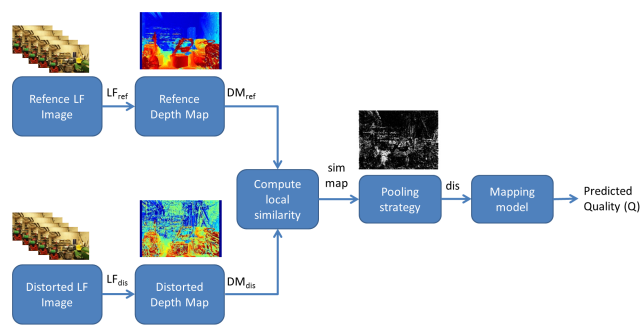 Refence LF
Image
LFref
Refence
Depth Map
DMref
Compute
local
similarity
sim
map
Pooling
strategy
dis
Mapping
model
Predicted
Quality (Q)
Distorted LF
Image
LFdis
Distorted
Depth Map
DMdis